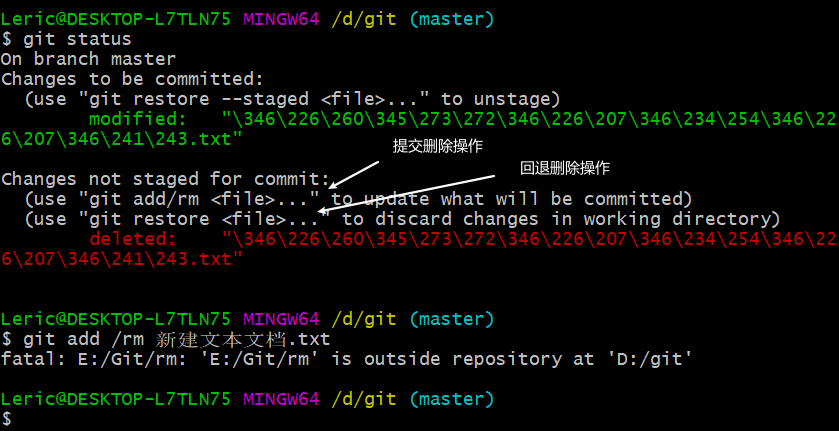 Leric@DESKTOP-L7TLN75 MINGW64 /d/git (master)
$ git status
On branch master
Changes to be committed:
  (use "git restore --staged <file>..." to unstage)
        modified:   "\346\226\260\345\273\272\346\226\207\346\234\254\346\22
6\207\346\241\243.txt"
提交删除操作
回退删除操作
Changes not staged for commit:
  (use "git add/rm <file>..." to update what will be committed)
  (use "git restore <file>..." to discard changes in working directory)
        deleted:    "\346\226\260\345\273\272\346\226\207\346\234\254\346\22
6\207\346\241\243.txt"
Leric@DESKTOP-L7TLN75 MINGW64 /d/git (master)
$ git add /rm 新建文本文档.txt
fatal: E:/Git/rm: 'E:/Git/rm' is outside repository at 'D:/git'
Leric@DESKTOP-L7TLN75 MINGW64 /d/git (master)
$